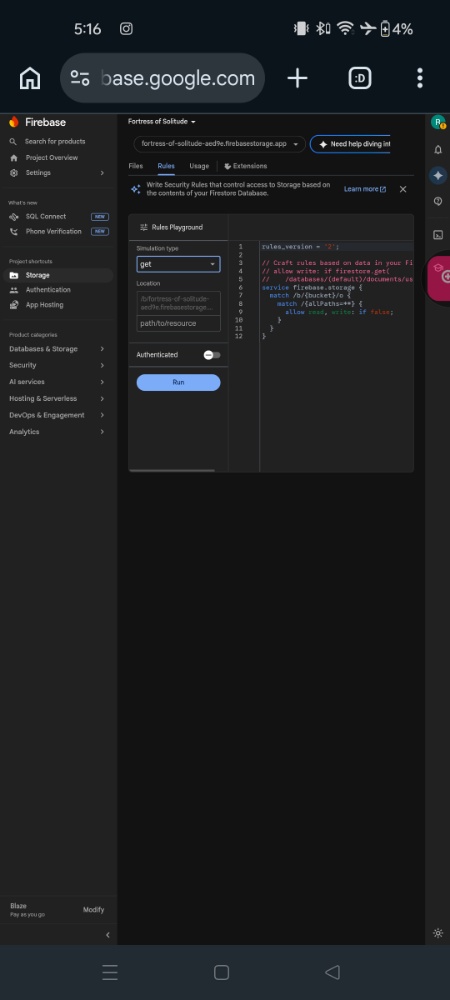 5:16
4%
base.google.com
:D
Firebase
Search for products
Project Overview
Settings
What's new
SQL Connect NEW
Phone Verification NEW
Project shortcuts
Storage
Authentication
App Hosting
Product categories
Databases & Storage
Security
AI services
Hosting & Serverless
DevOps & Engagement
Analytics
Blaze
Pay as you go
Modify
Fortress of Solitude
fortress-of-solitude-aed9e.firebasestorage.app
Need help diving int
Files Rules Usage Extensions
Write Security Rules that control access to Storage based on
the contents of your Firestore Database.
Learn more
Rules Playground
Simulation type
get
Location
/b/fortress-of-solitude-
aed9e.firebasestorage....
path/to/resource
Authenticated
Run
1 rules_version = '2';
2
3 // Craft rules based on data in your Fi
4 // allow write: if firestore.get(
5 // /databases/(default)/documents/us
6 service firebase.storage {
7 match /b/{bucket}/o {
8 match /{allPaths=**} {
9 allow read, write: if false;
10 }
11 }
12 }
R